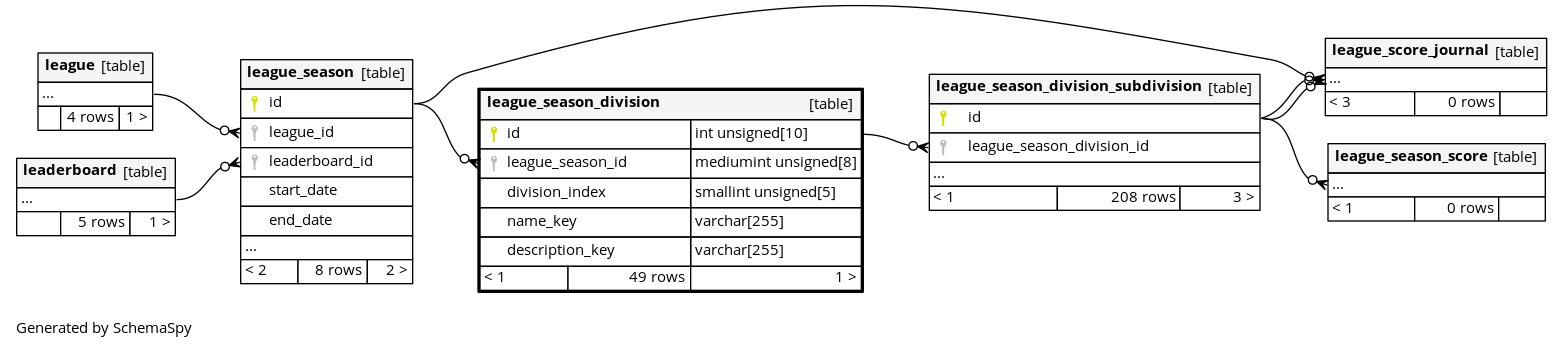 league [table]
...
4 rows 1 >
leaderboard [table]
...
5 rows 1 >
league_season [table]
id
league_id
leaderboard_id
start_date
end_date
...
< 2 8 rows 2 >
league_season_division [table]
id int unsigned[10]
league_season_id mediumint unsigned[8]
division_index smallint unsigned[5]
name_key varchar[255]
description_key varchar[255]
< 1 49 rows 1 >
league_season_division_subdivision [table]
id
league_season_division_id
...
< 1 208 rows 3 >
league_score_journal [table]
...
< 3 0 rows
league_season_score [table]
...
< 1 0 rows
Generated by SchemaSpy